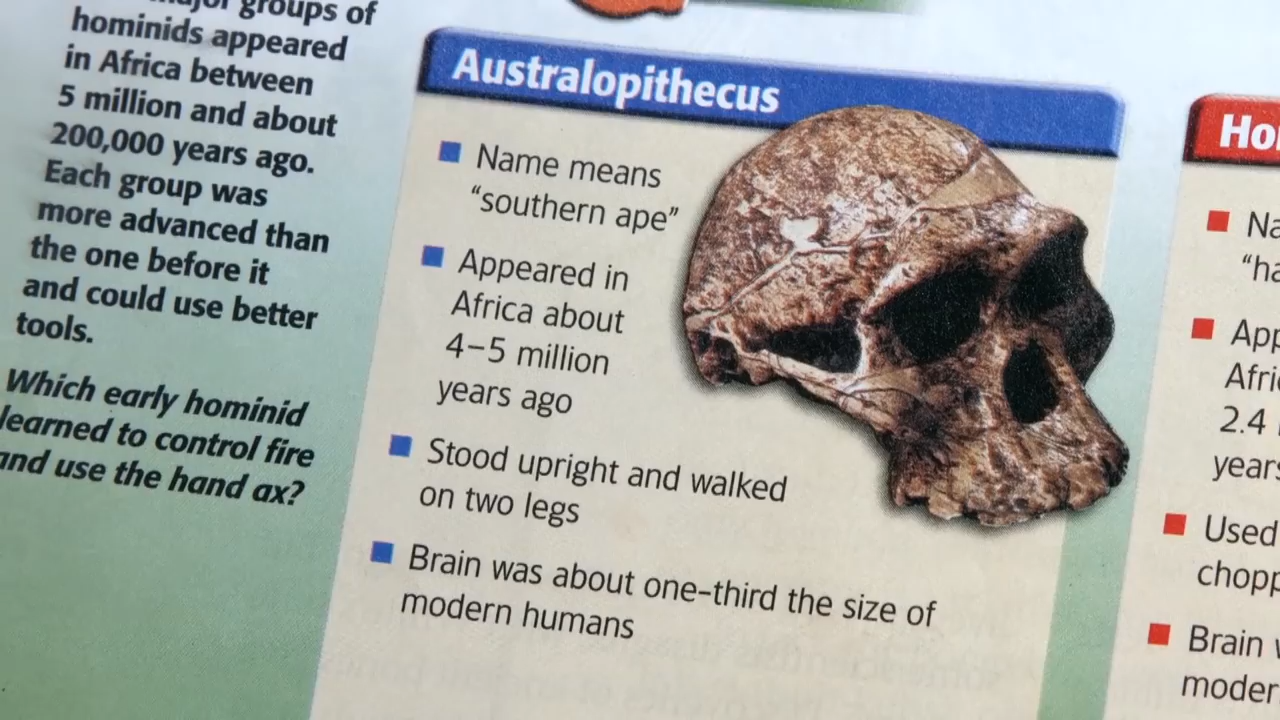 groups of
hominids appeared
in Africa between
5 million and about
200,000 years ago.
Each group was
more advanced than
the one before it
and could use better
tools.
Which early hominid
learned to control fire
and use the hand ax?
Australopithecus
Name means
“southern ape”
Appeared in
Africa about
4–5 million
years ago
Stood upright and walked
on two legs
Brain was about one–third the size of
modern humans
Ho
Na
“ha
App
Afri
2.4
years
Used
chopp
Brain
moder